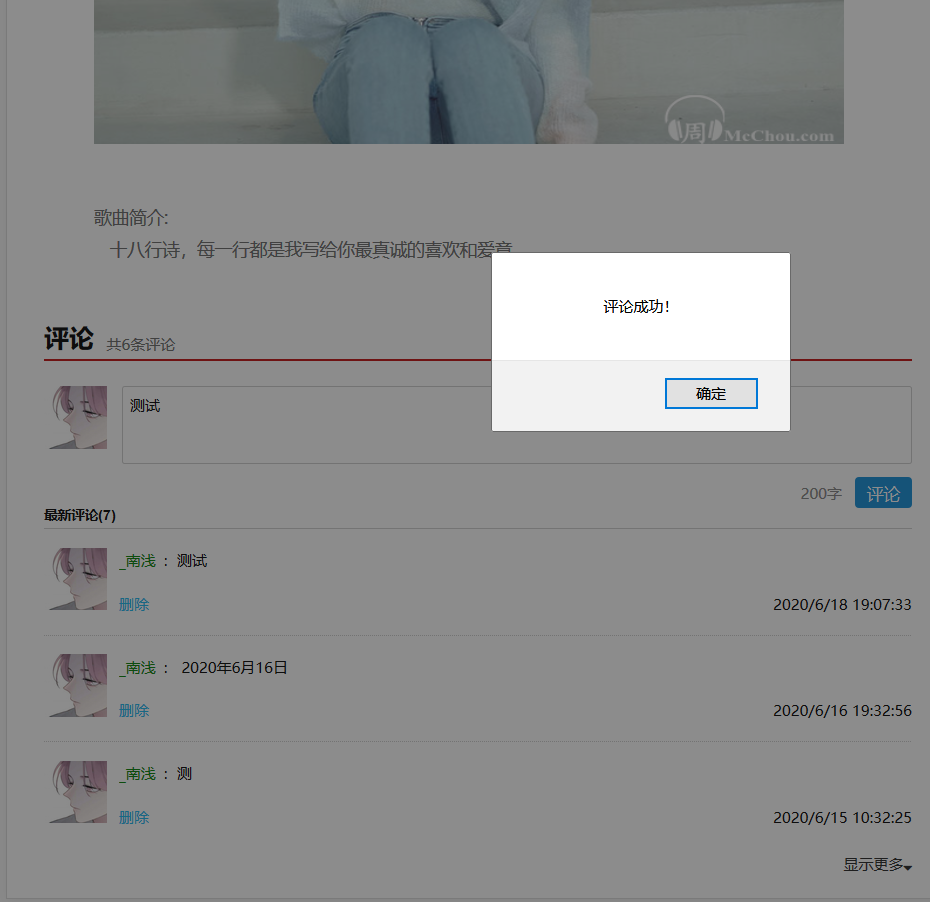 周
McChou.com
歌曲简介:
十八行诗，每一行都是我写给你最真诚的喜欢和爱意
评论成功！
确定
评论 共6条评论
测试
200字 评论
最新评论(7)
_南浅 ： 测试
删除 2020/6/18 19:07:33
_南浅 ： 2020年6月16日
删除 2020/6/16 19:32:56
_南浅 ： 测
删除 2020/6/15 10:32:25
显示更多